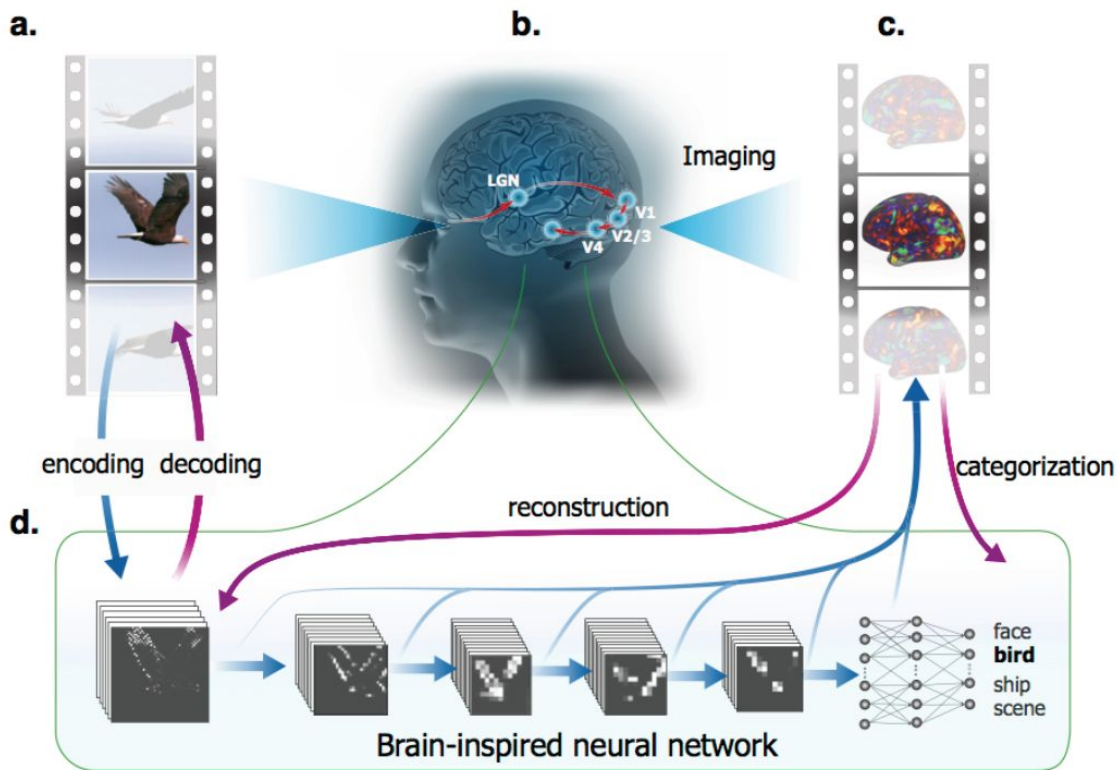 a.
b.
c.
Imaging
LGN
V1
V2/3
V4
encoding decoding
categorization
reconstruction
d.
face
bird
ship
scene
Brain-inspired neural network